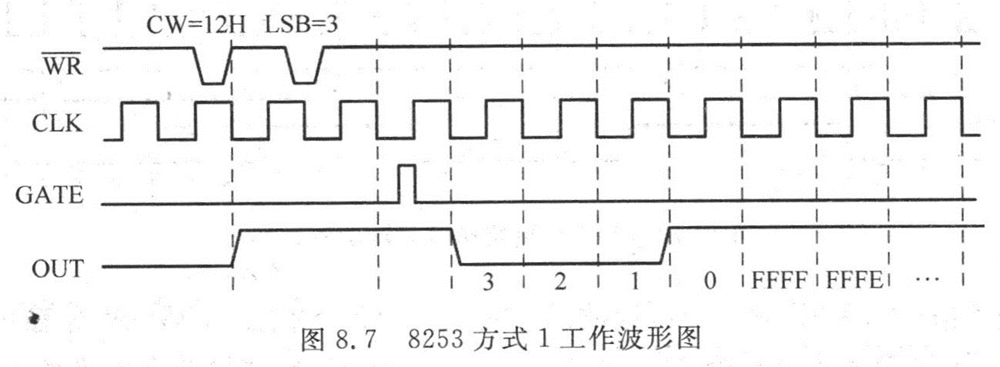 CW=12H LSB=3
WR
CLK
GATE
OUT
3 2 1 0 FFFF FFFE ···
图 8.7 8253 方式 1 工作波形图